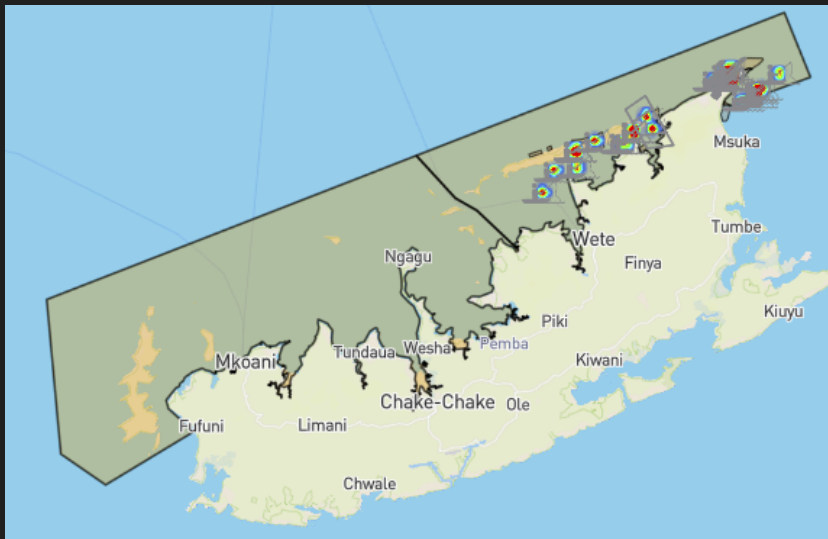 Msuka
Tumbe
Wete
Ngagu
Finya
Kiuyu
Piki
Pemba
Wesha
Tundaua
Mkoani
Kiwani
Chake-Chake
Ole
Fufuni
Limani
Chwale